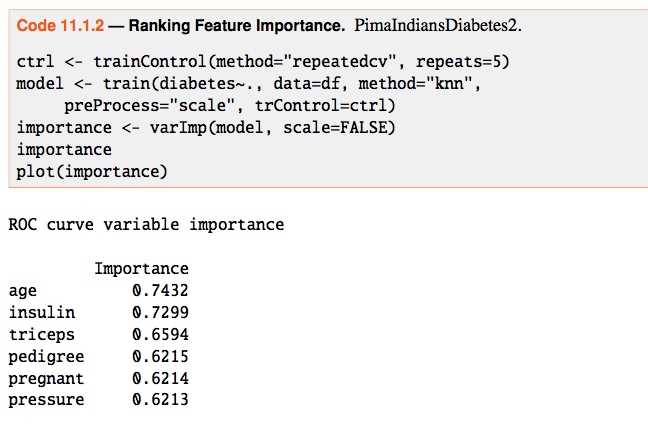 Code 11.1.2 — Ranking Feature Importance. PimaIndiansDiabetes2.
ctrl <- trainControl(method="repeatedcv", repeats=5)
model <- train(diabetes~., data=df, method="knn",
     preProcess="scale", trControl=ctrl)
importance <- varImp(model, scale=FALSE)
importance
plot(importance)
ROC curve variable importance
         Importance
age          0.7432
insulin      0.7299
triceps      0.6594
pedigree     0.6215
pregnant     0.6214
pressure     0.6213